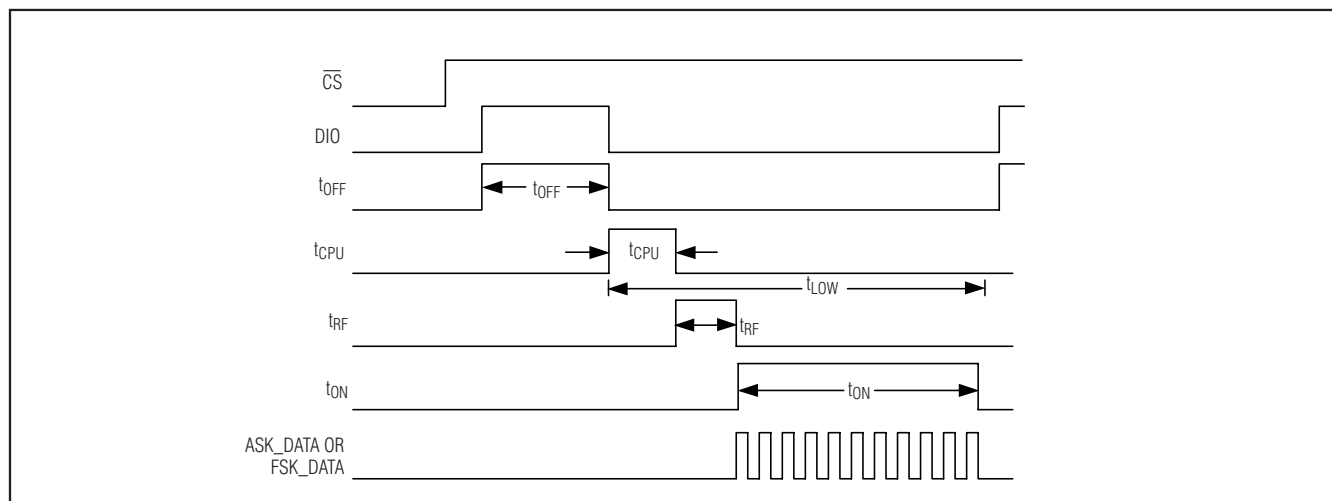 CS
DIO
tOFF
tOFF
tCPU
tCPU
tLOW
tRF
tRF
tON
tON
ASK_DATA OR
FSK_DATA